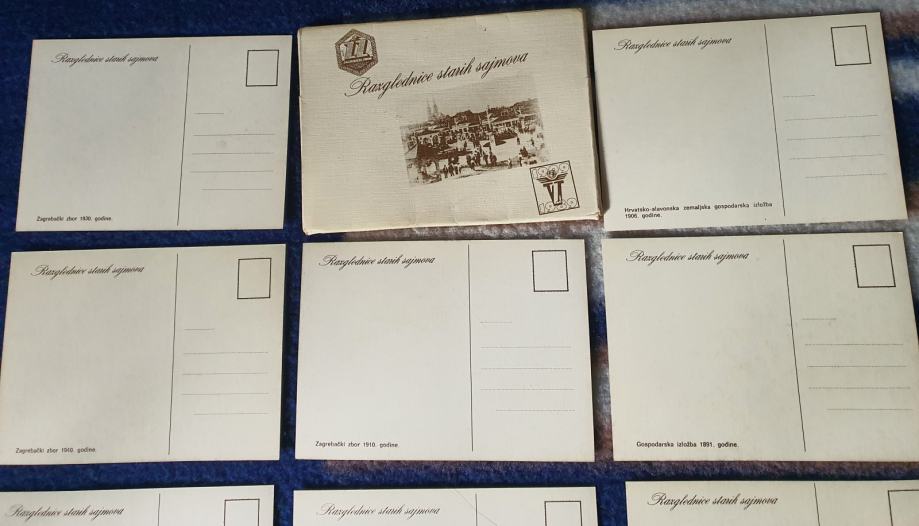 Razglednice starih sajmova
Zagrebački zbor 1930. godine.
Razglednice starih sajmova
1909
1989
Razglednice starih sajmova
Hrvatsko-slavonska zemaljska gospodarska izložba
1906. godine.
Razglednice starih sajmova
Zagrebački zbor 1940. godine.
Razglednice starih sajmova
Zagrebački zbor 1910. godine.
Razglednice starih sajmova
Gospodarska izložba 1891. godine.
Razglednice starih sajmova
Razglednice starih sajmova
Razglednice starih sajmova